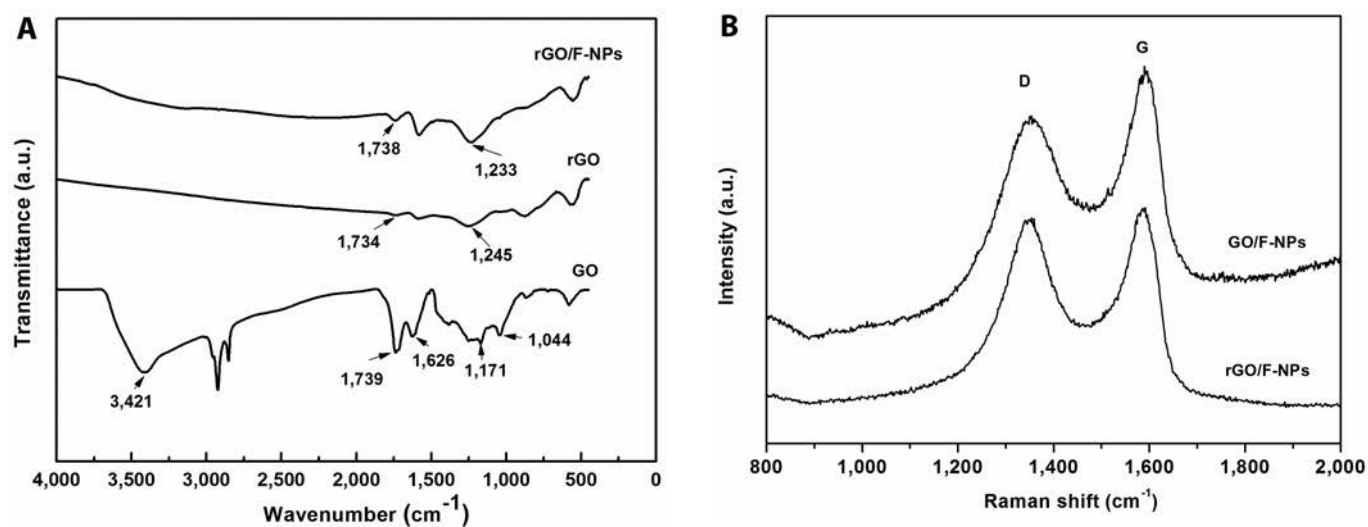 A
rGO/F-NPs
1,738
1,233
rGO
1,734
1,245
GO
3,421
1,739
1,626
1,171
1,044
Transmittance (a.u.)
4,000 3,500 3,000 2,500 2,000 1,500 1,000 500 0
Wavenumber (cm⁻¹)
B
D
G
GO/F-NPs
rGO/F-NPs
Intensity (a.u.)
800 1,000 1,200 1,400 1,600 1,800 2,000
Raman shift (cm⁻¹)